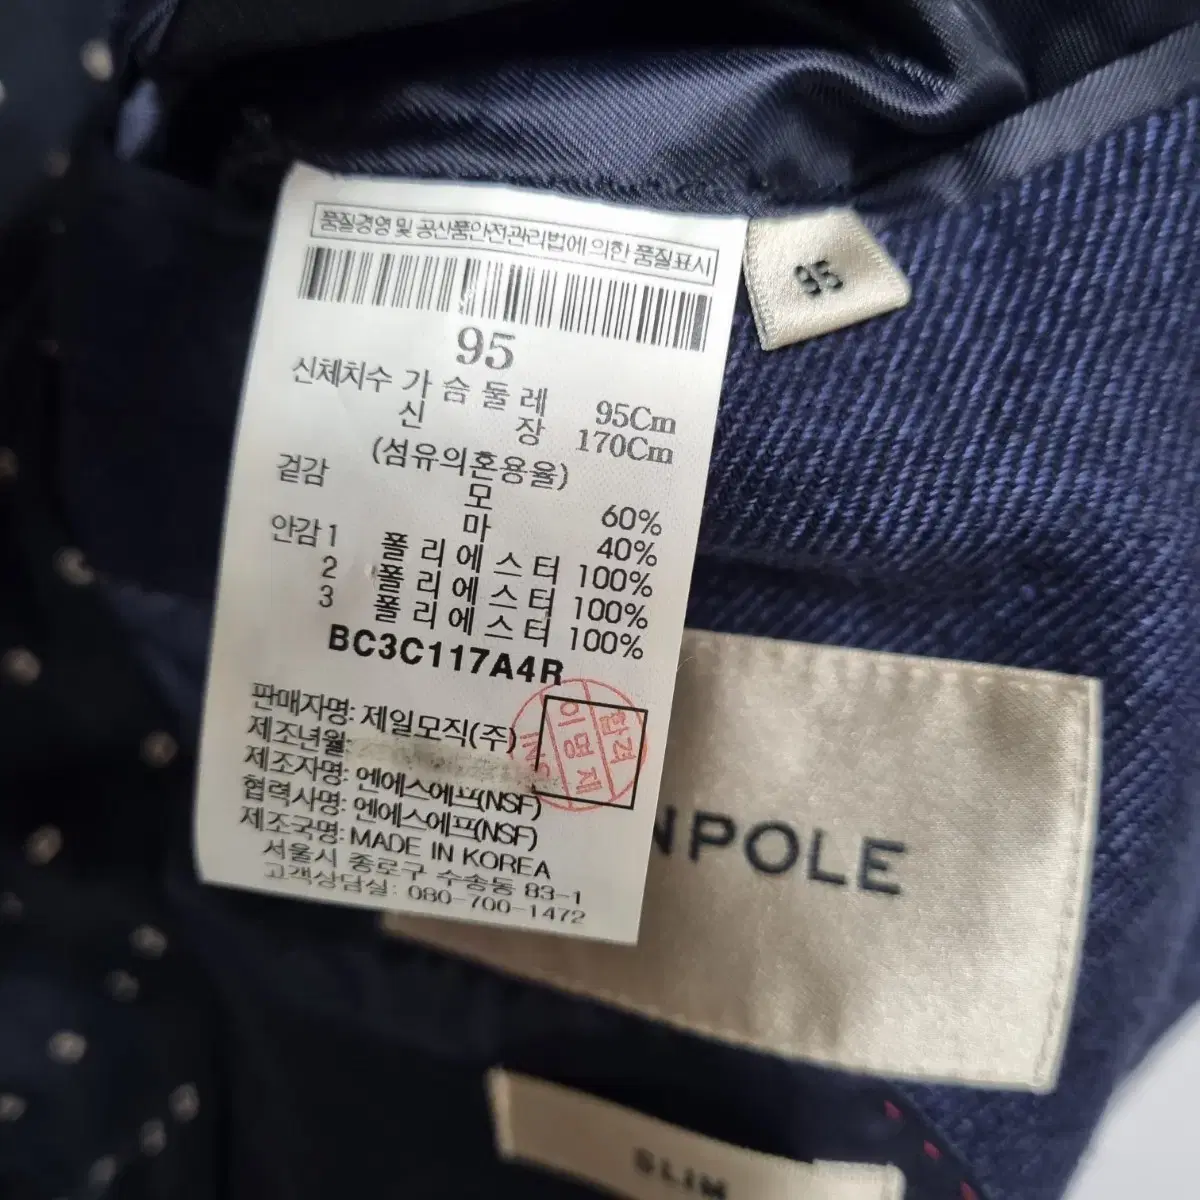 품질경영 및 공산품안전관리법에 의한 품질표시
95
95
신체치수 가 슴 둘 레 95Cm
신 장 170Cm
(섬유의혼용율)
겉감
모 60%
마 40%
안감 1 폴 리 에 스 터 100%
2 폴 리 에 스 터 100%
3 폴 리 에 스 터 100%
BC3C117A4R
판매자명: 제일모직(주)
제조년월:
제조자명: 엔에스에프(NSF)
협력사명: 엔에스에프(NSF)
제조국명: MADE IN KOREA
서울시 종로구 수송동 83-1
고객상담실: 080-700-1472
합격
NPOLE
SLIM